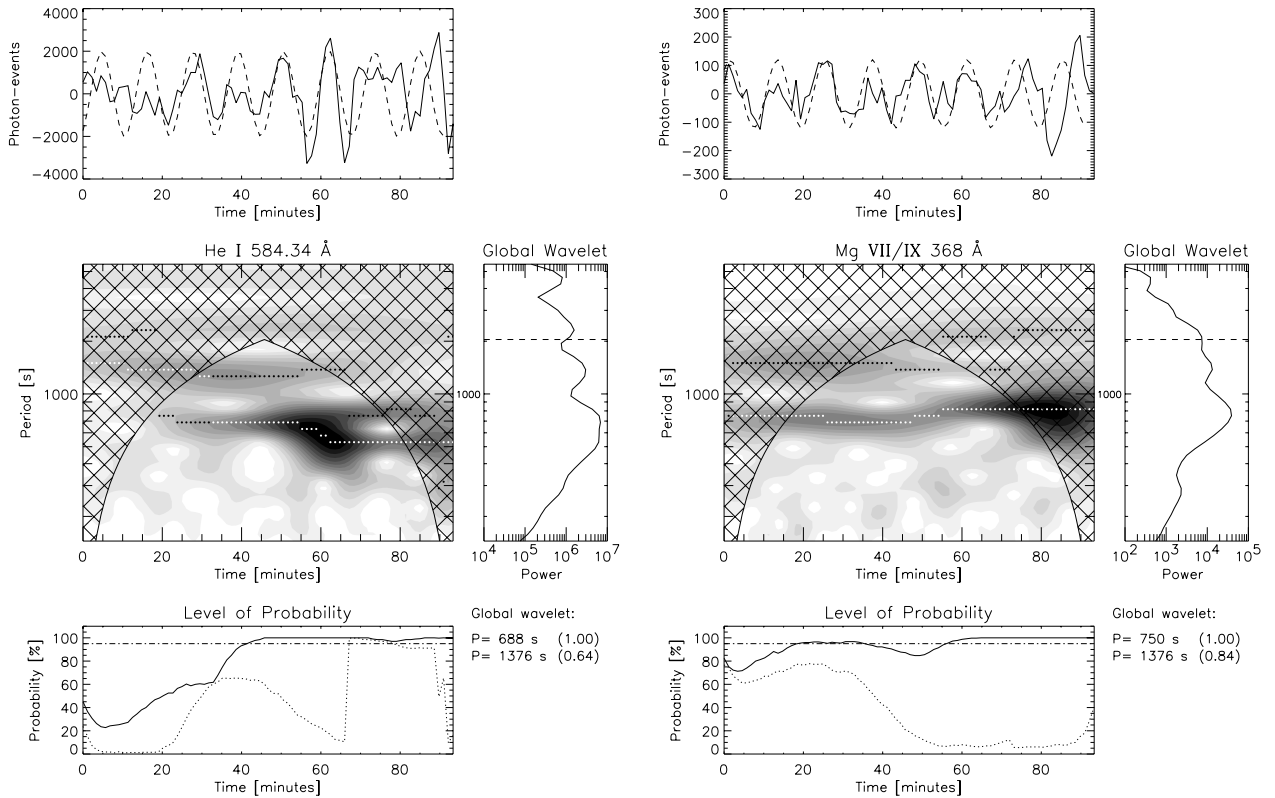 4000
2000
0
−2000
−4000
Photon−events
0 20 40 60 80
Time [minutes]
300
200
100
0
−100
−200
−300
Photon−events
0 20 40 60 80
Time [minutes]
He I 584.34 Å
Period [s]
1000
0 20 40 60 80
Time [minutes]
Global Wavelet
1000
10^4 10^5 10^6 10^7
Power
Mg VII/IX 368 Å
Period [s]
1000
0 20 40 60 80
Time [minutes]
Global Wavelet
1000
10^2 10^3 10^4 10^5
Power
Level of Probability
Probability [%]
100
80
60
40
20
0
0 20 40 60 80
Time [minutes]
Global wavelet:
P= 688 s (1.00)
P= 1376 s (0.64)
Level of Probability
Probability [%]
100
80
60
40
20
0
0 20 40 60 80
Time [minutes]
Global wavelet:
P= 750 s (1.00)
P= 1376 s (0.84)